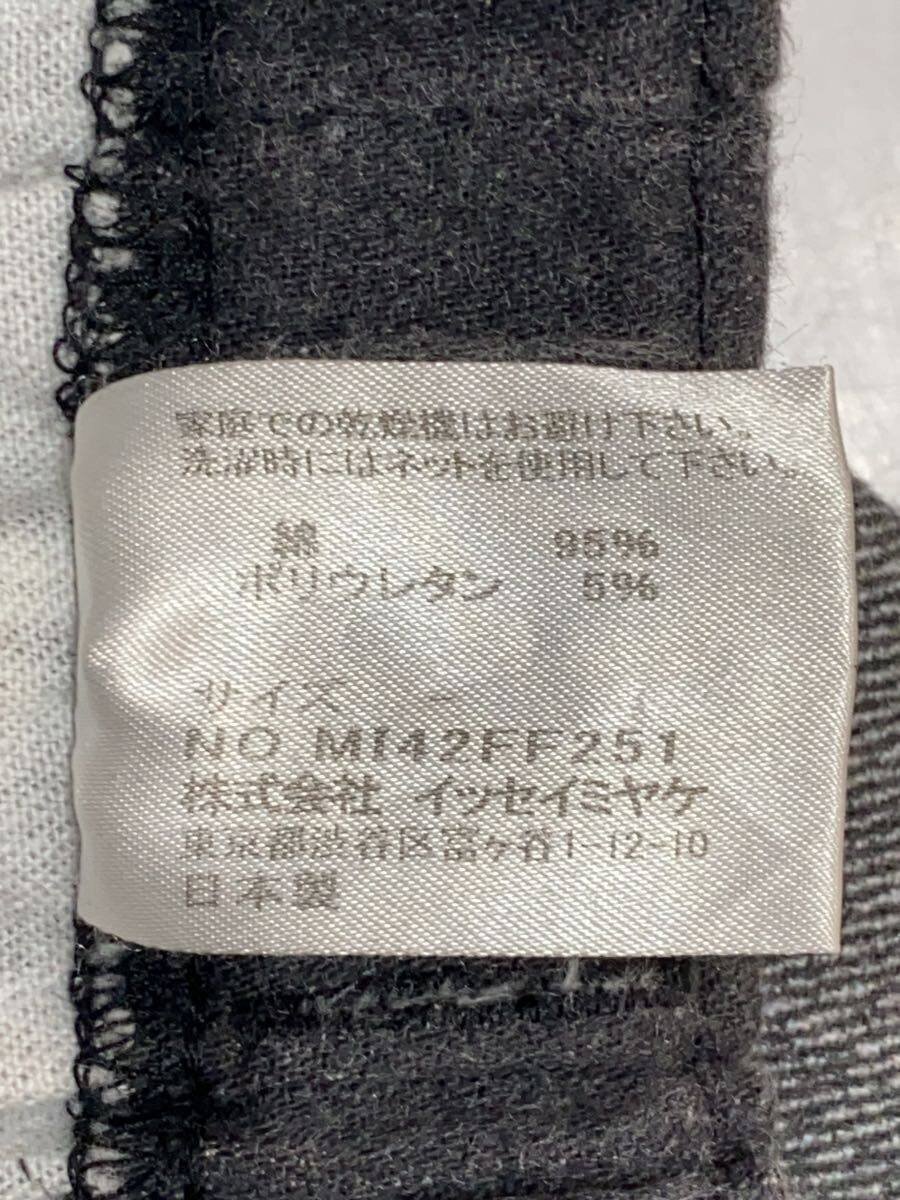 家庭での乾燥機はお避け下さい。
洗濯時にはネットを使用して下さい。
綿 95%
ポリウレタン 5%
サイズ
NO MI42FF251
株式会社 イッセイミヤケ
東京都渋谷区富ヶ谷1-12-10
日本製